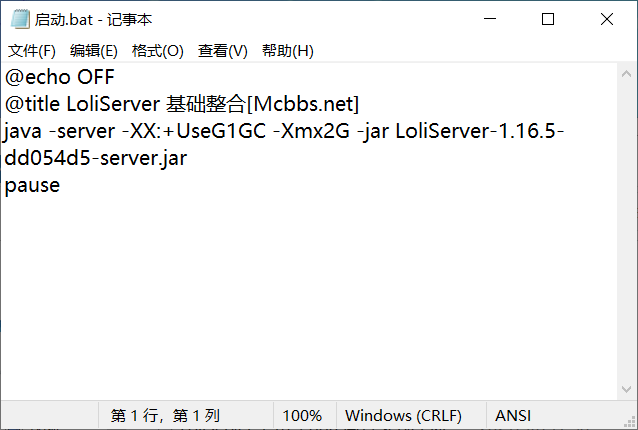 启动.bat - 记事本
文件(F) 编辑(E) 格式(O) 查看(V) 帮助(H)
@echo OFF
@title LoliServer 基础整合[Mcbbs.net]
java -server -XX:+UseG1GC -Xmx2G -jar LoliServer-1.16.5-
dd054d5-server.jar
pause
第 1 行，第 1 列 100% Windows (CRLF) ANSI